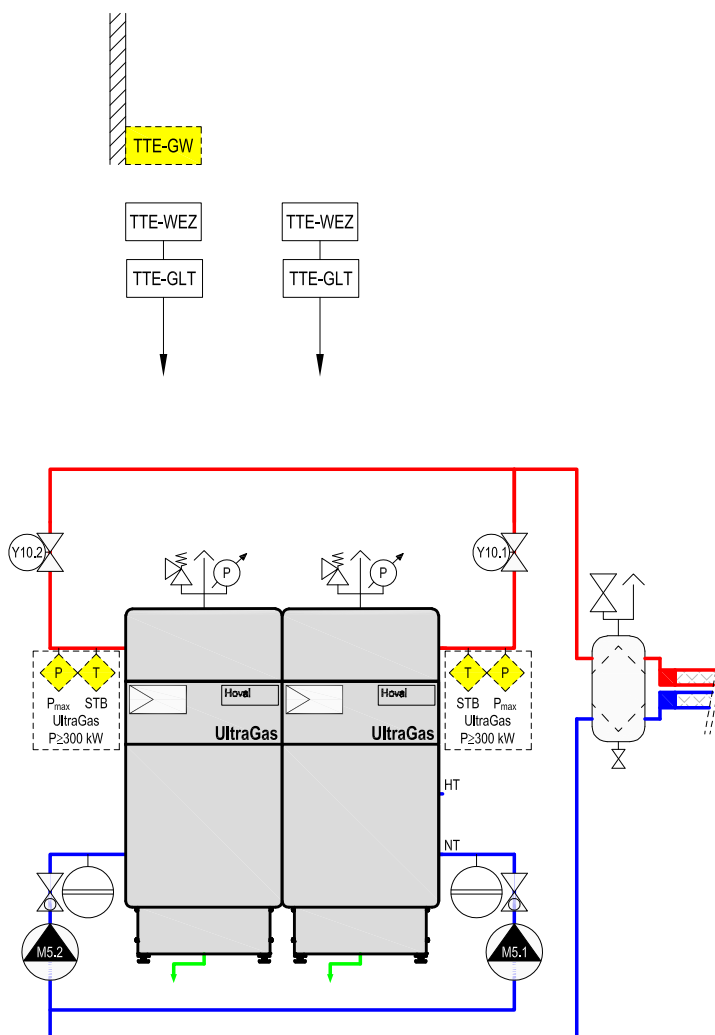 TTE-GW
TTE-WEZ
TTE-WEZ
TTE-GLT
TTE-GLT
Y10.2
P
P
Y10.1
P
T
T
P
Pmax
STB
UltraGas
P≥300 kW
Hoval
Hoval
UltraGas
UltraGas
STB
Pmax
UltraGas
P≥300 kW
HT
NT
M5.2
M5.1